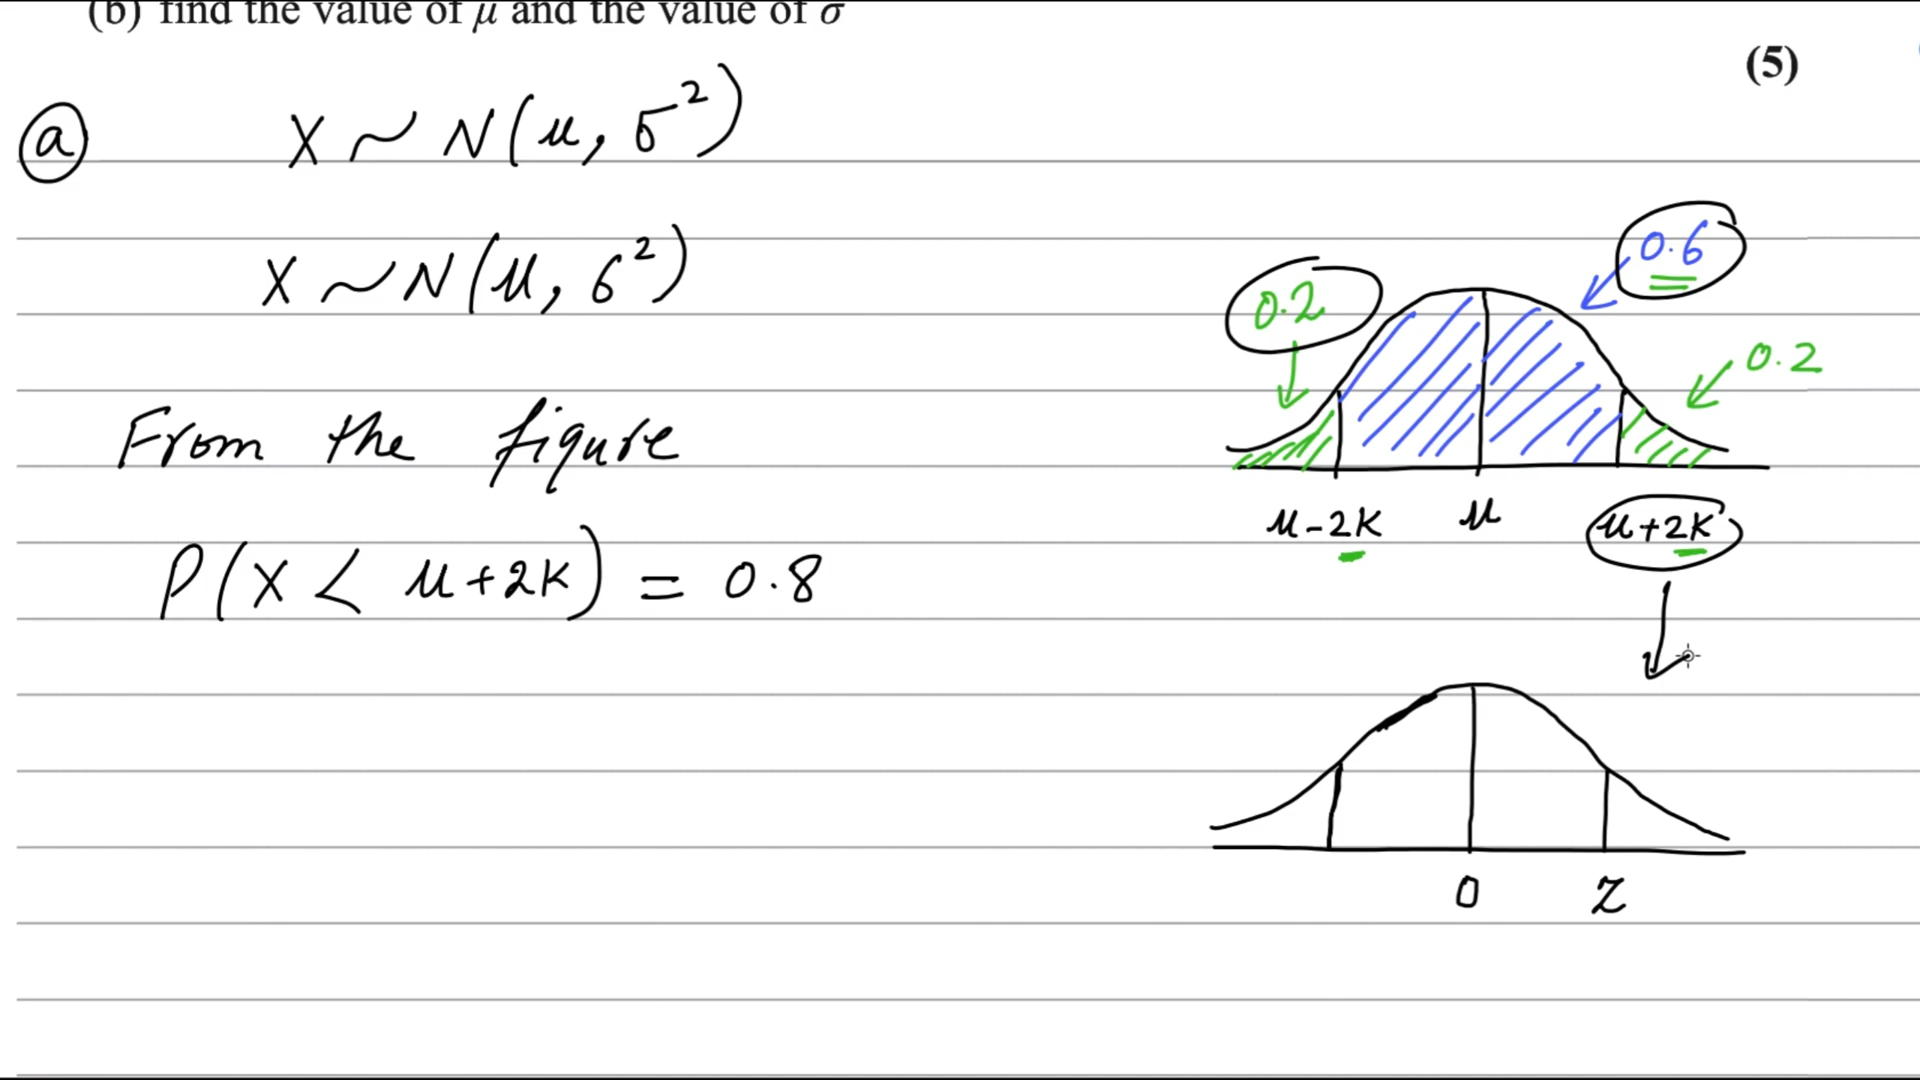 (b) find the value of μ and the value of σ
(5)
a
X ~ N(μ, σ²)
X ~ N(μ, 6²)
0.6
0.2
0.2
From the figure
μ-2K μ μ+2K
P(X < μ+2K) = 0.8
0 Z